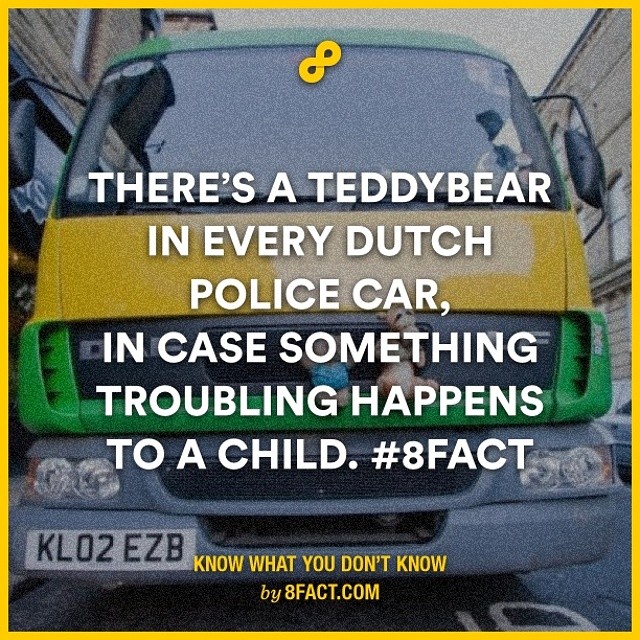 THERE'S A TEDDYBEAR
IN EVERY DUTCH
POLICE CAR,
IN CASE SOMETHING
TROUBLING HAPPENS
TO A CHILD. #8FACT
KL02 EZB
KNOW WHAT YOU DON'T KNOW
by 8FACT.COM